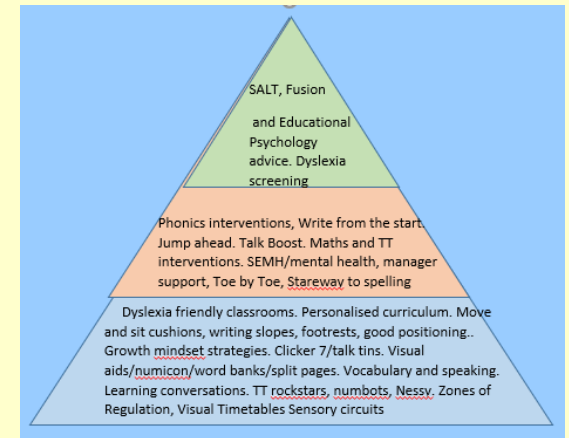 SALT, Fusion
and Educational
Psychology
advice. Dyslexia
screening
Phonics interventions, Write from the start.
Jump ahead. Talk Boost. Maths and TT
interventions. SEMH/mental health, manager
support, Toe by Toe, Stareway to spelling
Dyslexia friendly classrooms. Personalised curriculum. Move
and sit cushions, writing slopes, footrests, good positioning..
Growth mindset strategies. Clicker 7/talk tins. Visual
aids/numicon/word banks/split pages. Vocabulary and speaking.
Learning conversations. TT rockstars, numbots, Nessy. Zones of
Regulation, Visual Timetables Sensory circuits